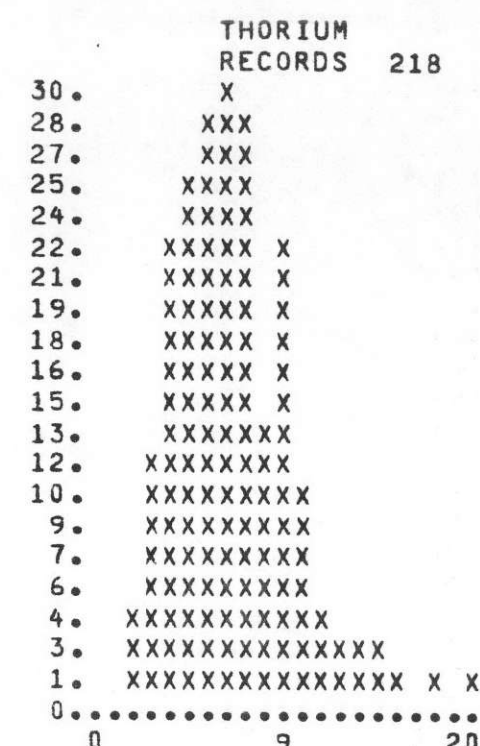 THORIUM
RECORDS 218
30. X
28. XXX
27. XXX
25. XXXX
24. XXXX
22. XXXXX X
21. XXXXX X
19. XXXXX X
18. XXXXX X
16. XXXXX X
15. XXXXX X
13. XXXXXXX
12. XXXXXXXX
10. XXXXXXXXX
9. XXXXXXXXX
7. XXXXXXXXX
6. XXXXXXXXX
4. XXXXXXXXXXX
3. XXXXXXXXXXXXXX
1. XXXXXXXXXXXXXXX X X
0......................
0 9 20